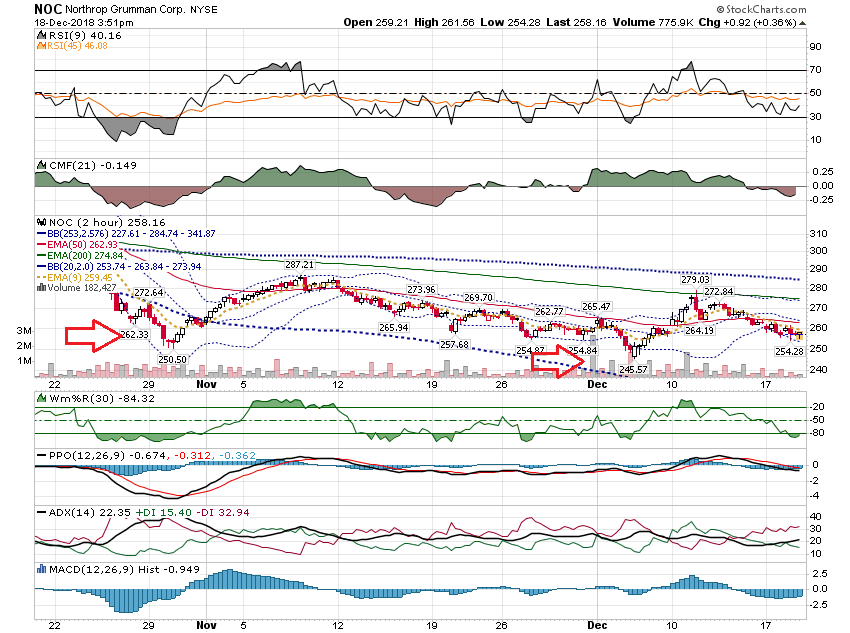 NOC Northrop Grumman Corp. NYSE
© StockCharts.com
18-Dec-2018 3:51pm
Open 259.21 High 261.56 Low 254.28 Last 258.16 Volume 775.9K Chg +0.92 (+0.36%)
RSI(9) 40.16
RSI(45) 46.08
90
70
50
30
10
CMF(21) -0.149
0.25
0.00
-0.25
NOC (2 hour) 258.16
BB(253,2.576) 227.61 - 284.74 - 341.87
EMA(50) 262.93
EMA(200) 274.84
BB(20,2.0) 253.74 - 263.84 - 273.94
EMA(9) 259.45
Volume 182,427
310
300
290
280
270
260
250
240
3M
2M
1M
272.64
262.33
250.50
287.21
265.94
273.96
257.68
269.70
262.77
254.84
265.47
245.57
279.03
264.19
272.84
254.28
22 29 Nov 5 12 19 26 Dec 10 17
Wm%R(30) -84.32
-20
-50
-80
PPO(12,26,9) -0.674, -0.312, -0.362
0
-2
-4
ADX(14) 22.35 +DI 15.40 -DI 32.94
40
30
20
10
MACD(12,26,9) Hist -0.949
2.5
0.0
-2.5
22 29 Nov 5 12 19 26 Dec 10 17